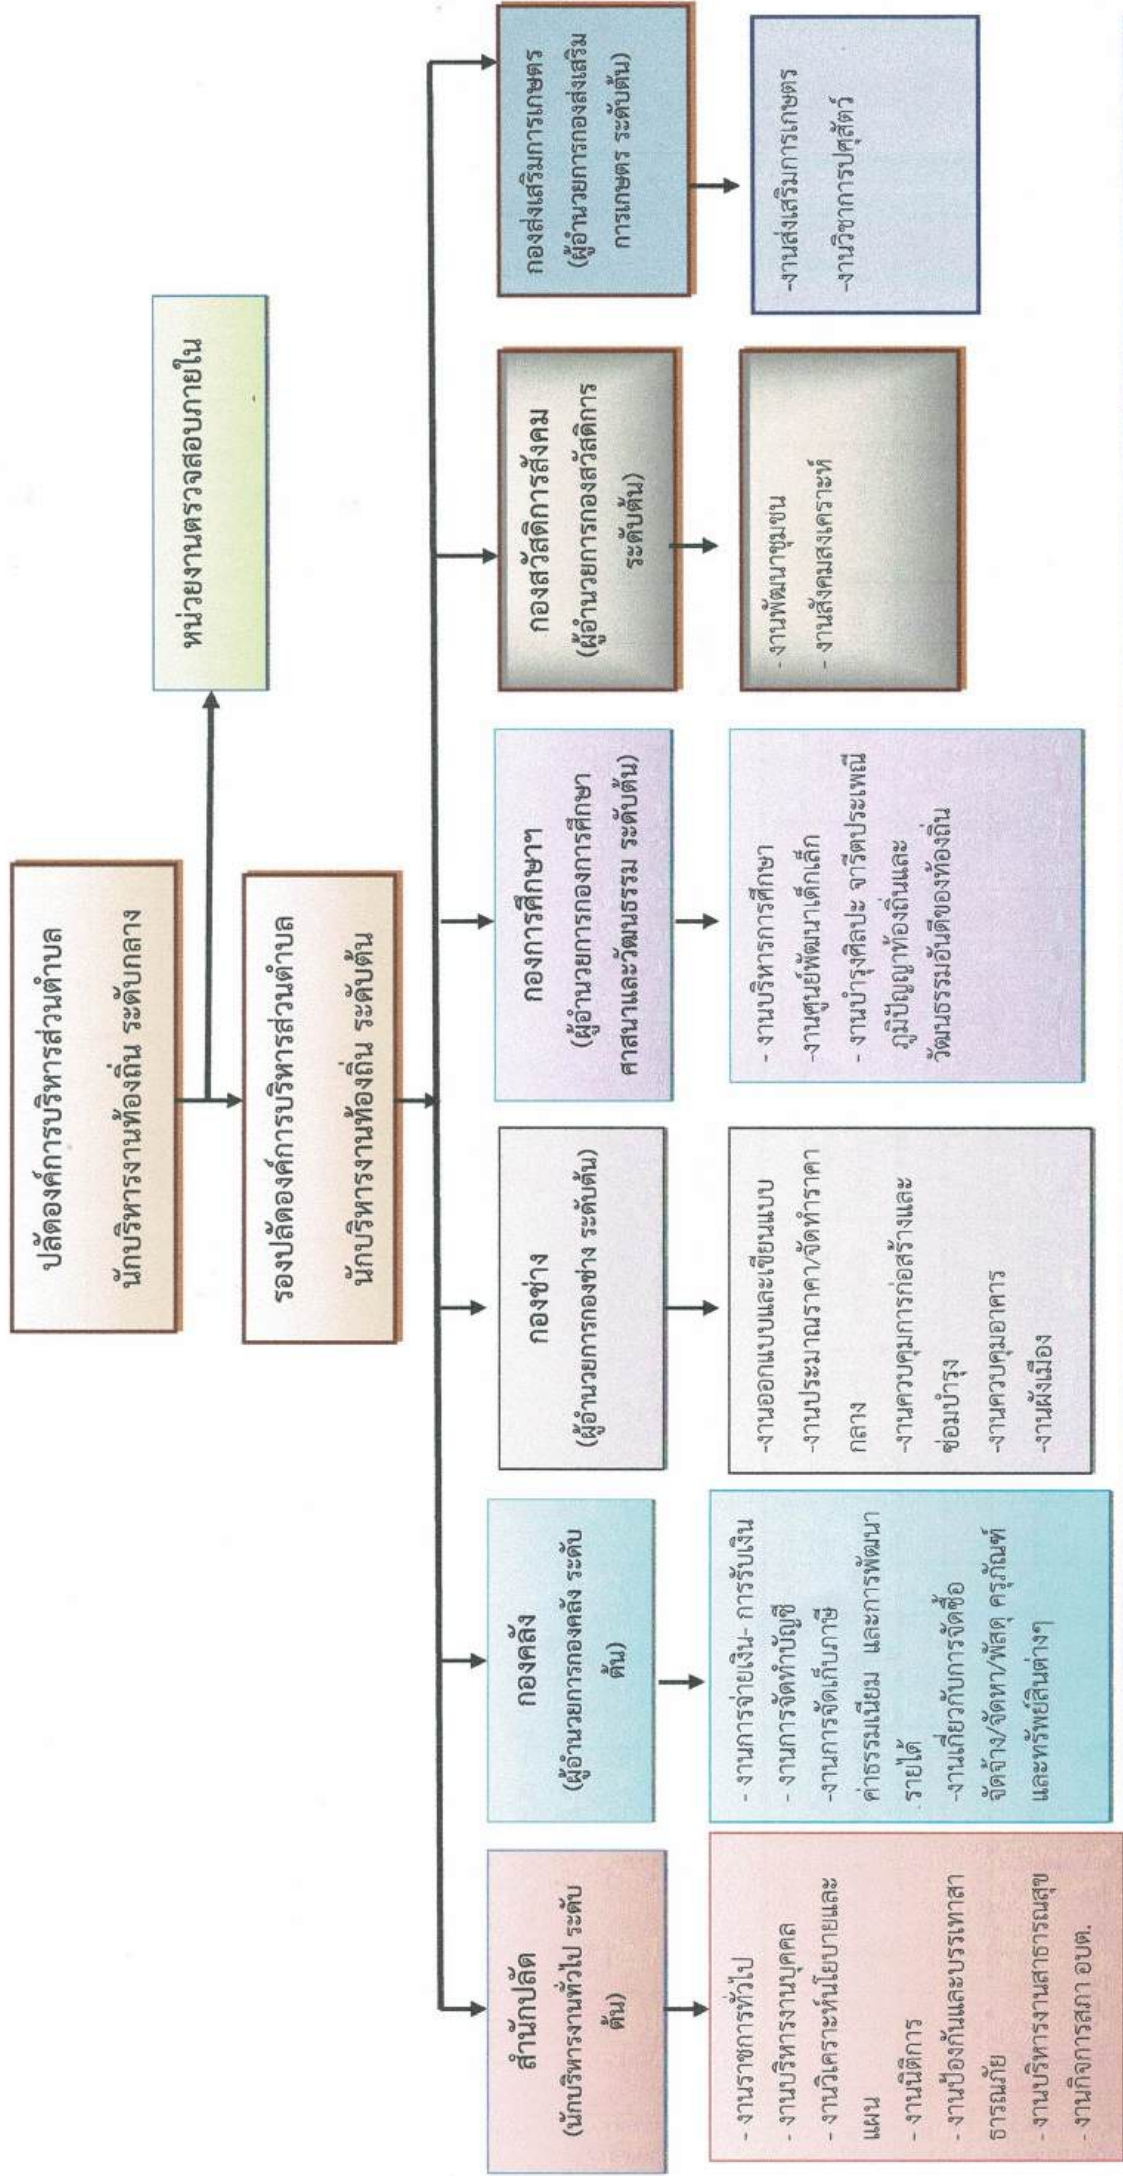 ปลัดองค์การบริหารส่วนตำบล
นักบริหารงานท้องถิ่น ระดับกลาง
หน่วยงานตรวจสอบภายใน
รองปลัดองค์การบริหารส่วนตำบล
นักบริหารงานท้องถิ่น ระดับต้น
สำนักปลัด
(นักบริหารงานทั่วไป ระดับ
ต้น)
- งานราชการทั่วไป
- งานบริหารงานบุคคล
- งานวิเคราะห์นโยบายและ
แผน
- งานนิติการ
- งานป้องกันและบรรเทาสา
ธารณภัย
- งานบริหารงานสาธารณสุข
- งานกิจการสภา อบต.
กองคลัง
(ผู้อำนวยการกองคลัง ระดับ
ต้น)
- งานการจ่ายเงิน- การรับเงิน
- งานการจัดทำบัญชี
-งานการจัดเก็บภาษี
ค่าธรรมเนียม และการพัฒนา
รายได้
-งานเกี่ยวกับการจัดซื้อ
จัดจ้าง/จัดหา/พัสดุ ครุภัณฑ์
และทรัพย์สินต่างๆ
กองช่าง
(ผู้อำนวยการกองช่าง ระดับต้น)
-งานออกแบบและเขียนแบบ
-งานประมาณราคา/จัดทำราคา
กลาง
-งานควบคุมการก่อสร้างและ
ซ่อมบำรุง
-งานควบคุมอาคาร
-งานผังเมือง
กองการศึกษาฯ
(ผู้อำนวยการกองการศึกษา
ศาสนาและวัฒนธรรม ระดับต้น)
- งานบริหารการศึกษา
-งานศูนย์พัฒนาเด็กเล็ก
- งานบำรุงศิลปะ จารีตประเพณี
ภูมิปัญญาท้องถิ่นและ
วัฒนธรรมอันดีของท้องถิ่น
กองสวัสดิการสังคม
(ผู้อำนวยการกองสวัสดิการ
ระดับต้น)
- งานพัฒนาชุมชน
- งานสังคมสงเคราะห์
กองส่งเสริมการเกษตร
(ผู้อำนวยการกองส่งเสริม
การเกษตร ระดับต้น)
-งานส่งเสริมการเกษตร
-งานวิชาการปศุสัตว์